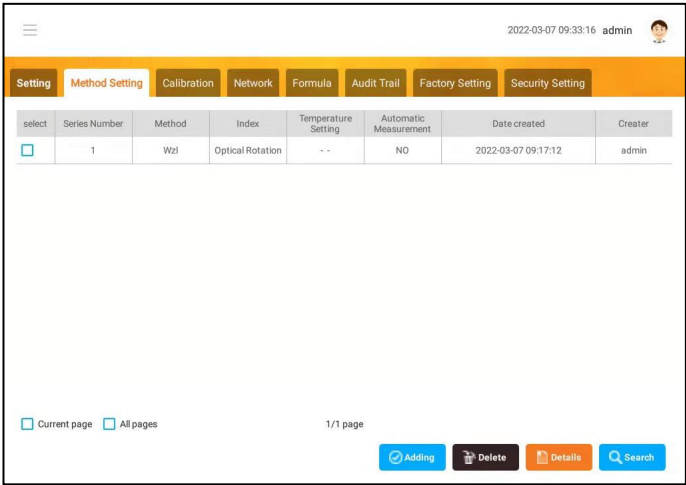 2022-03-07 09:33:16 admin
Setting Method Setting Calibration Network Formula Audit Trail Factory Setting Security Setting
select Series Number Method Index Temperature Setting Automatic Measurement Date created Creater
1 Wzl Optical Rotation - - NO 2022-03-07 09:17:12 admin
Current page All pages 1/1 page
Adding Delete Details Search